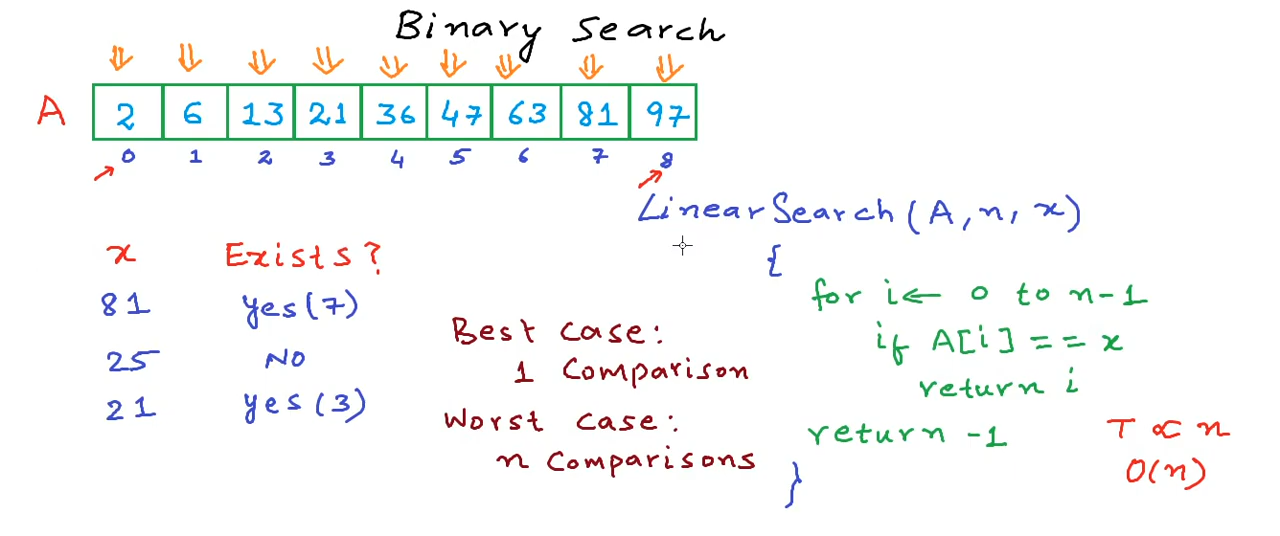 Binary Search
A 2 6 13 21 36 47 63 81 97
0 1 2 3 4 5 6 7 8
LinearSearch(A, n, x)
{
for i← 0 to n-1
if A[i] == x
return i
return -1
}
x Exists?
81 yes(7)
25 NO
21 yes(3)
Best case:
1 Comparison
Worst case:
n Comparisons
T ∝ n
O(n)